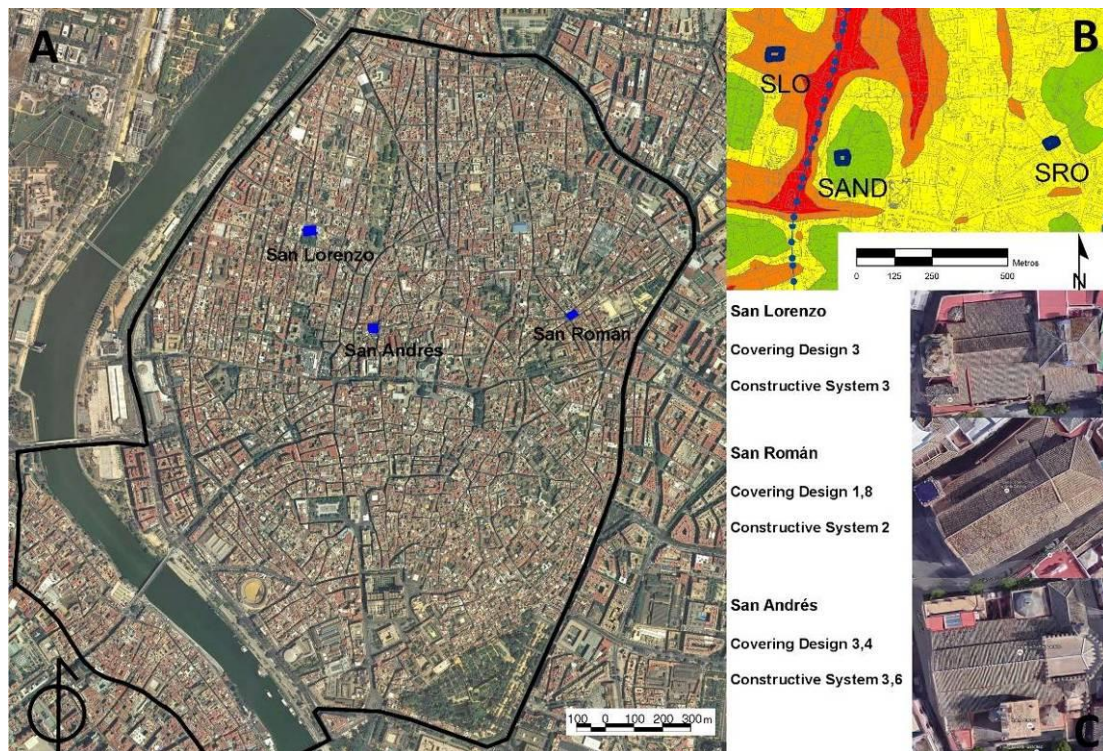 A
San Lorenzo
San Andrés
San Román
100 0 100 200 300 m
B
SLO
SAND
SRO
Metros
0 125 250 500
N
San Lorenzo
Covering Design 3
Constructive System 3
San Román
Covering Design 1,8
Constructive System 2
San Andrés
Covering Design 3,4
Constructive System 3,6
C